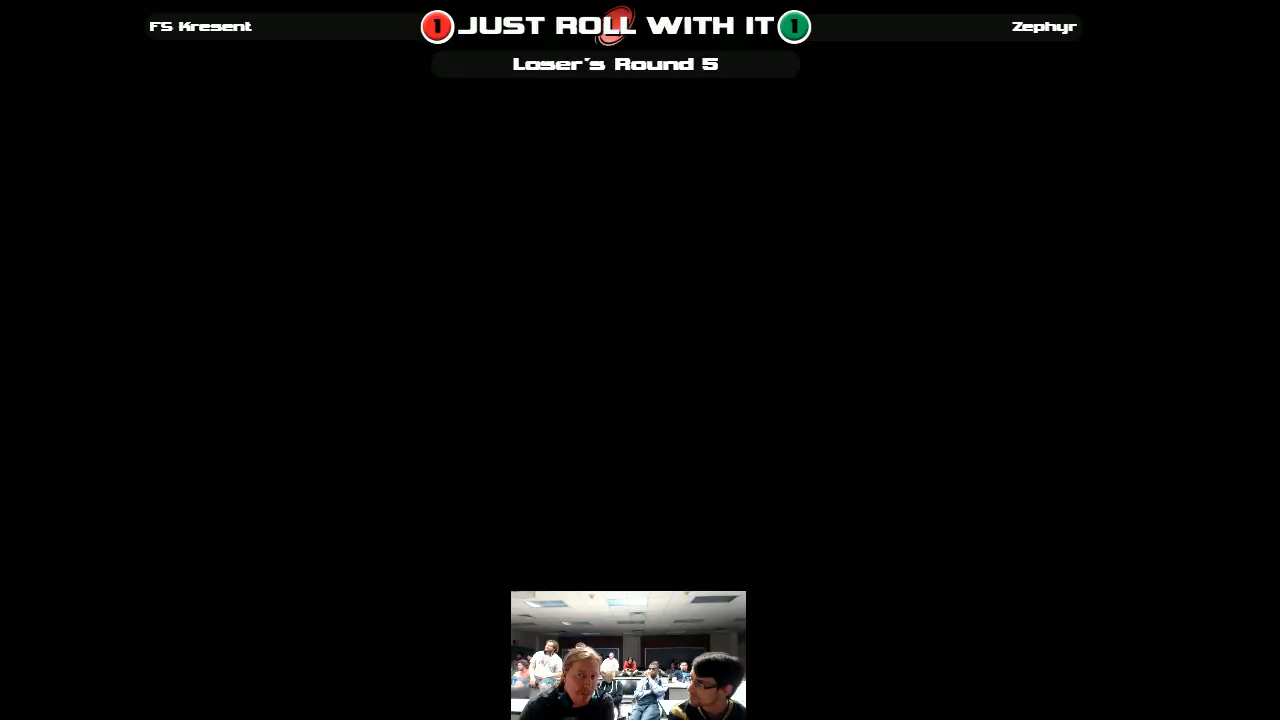 FS Kresent
1
JUST ROLL WITH IT
1
Zephyr
Loser's Round 5